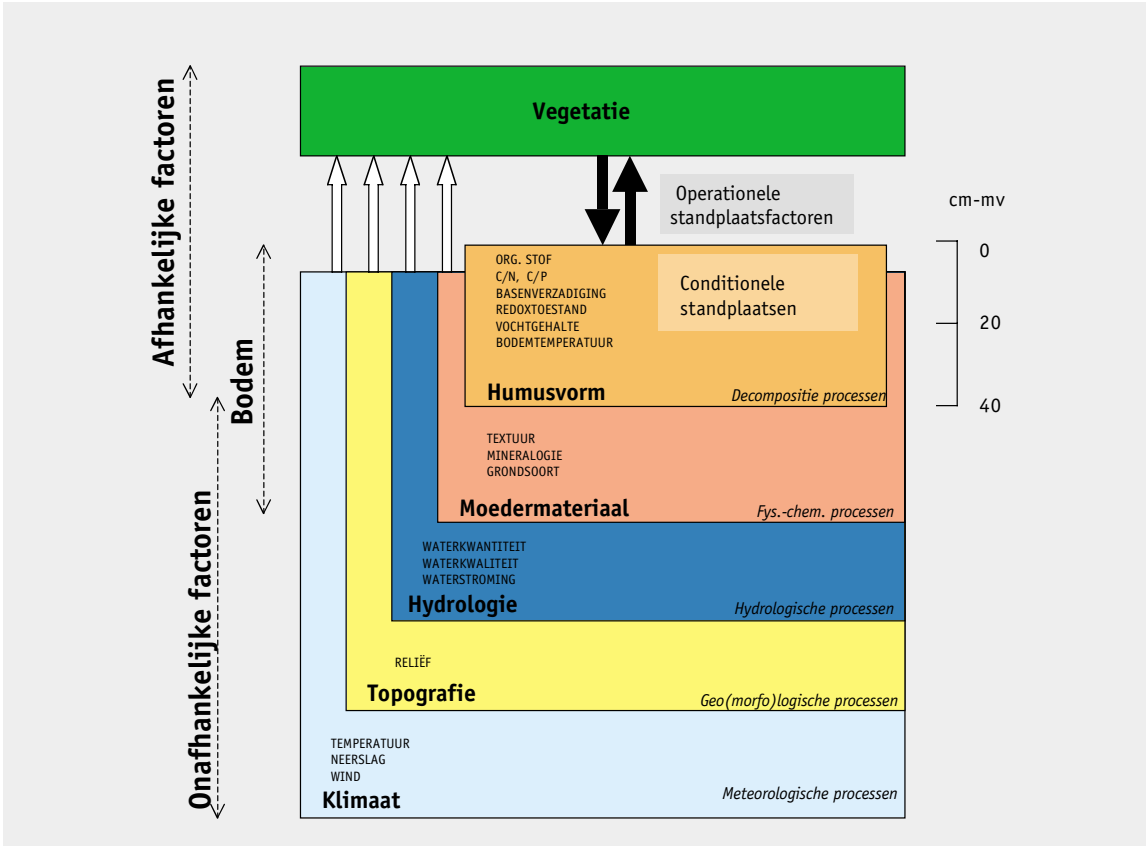 Afhankelijke factoren
Onafhankelijke factoren
Bodem
Vegetatie
Operationele
standplaatsfactoren
cm-mv
0
20
40
ORG. STOF
C/N, C/P
BASENVERZADIGING
REDOXTOESTAND
VOCHTGEHALTE
BODEMTEMPERATUUR
Conditionele
standplaatsen
Humusvorm
Decompositie processen
TEXTUUR
MINERALOGIE
GRONDSOORT
Moedermateriaal
Fys.-chem. processen
WATERKWANTITEIT
WATERKWALITEIT
WATERSTROMING
Hydrologie
Hydrologische processen
RELIËF
Topografie
Geo(morfo)logische processen
TEMPERATUUR
NEERSLAG
WIND
Klimaat
Meteorologische processen